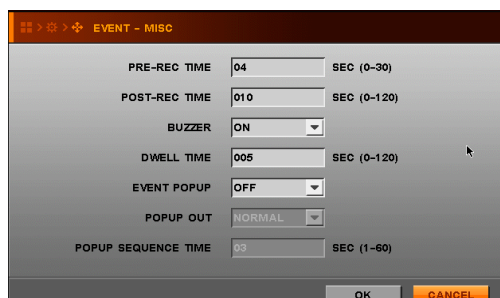 > > EVENT – MISC
PRE-REC TIME 04 SEC (0-30)
POST-REC TIME 010 SEC (0-120)
BUZZER ON
DWELL TIME 005 SEC (0-120)
EVENT POPUP OFF
POPUP OUT NORMAL
POPUP SEQUENCE TIME 03 SEC (1-60)
OK CANCEL